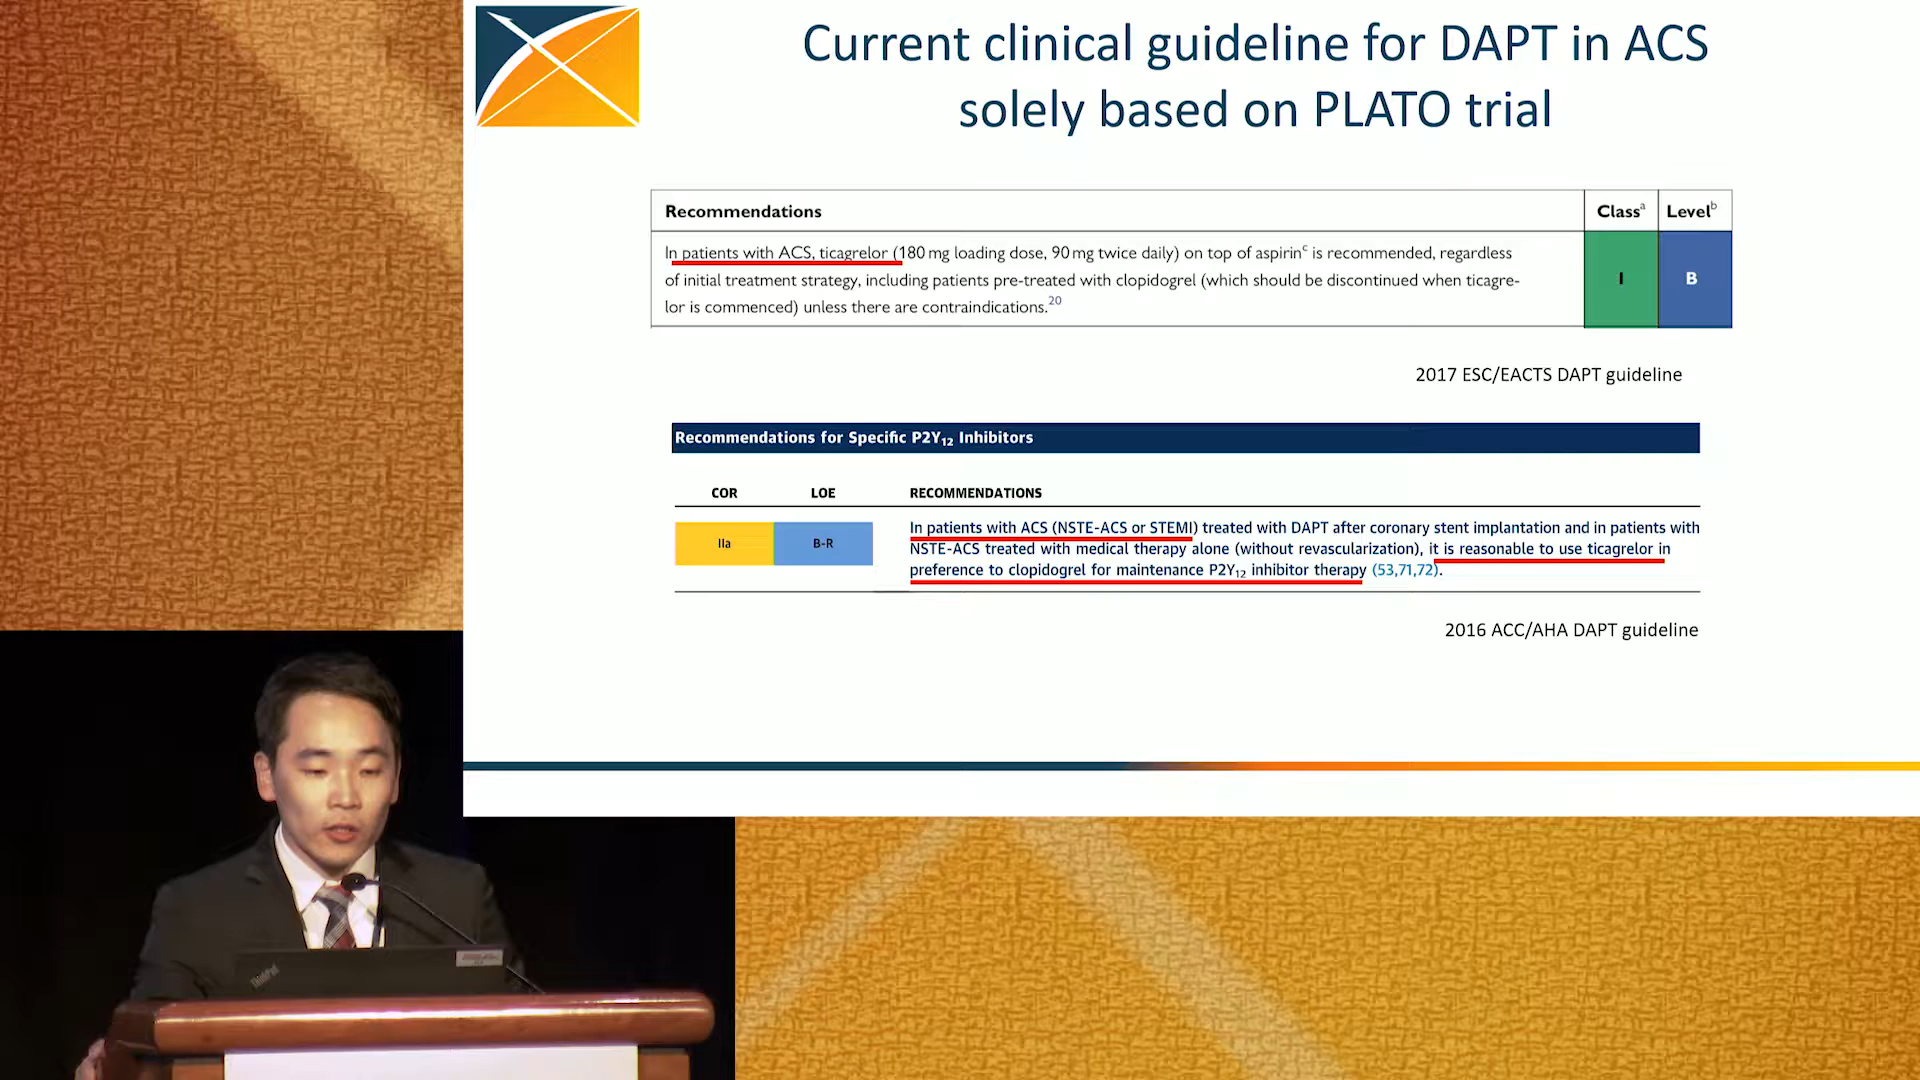 Current clinical guideline for DAPT in ACS
solely based on PLATO trial
Recommendations Classᵃ Levelᵇ
In patients with ACS, ticagrelor (180 mg loading dose, 90 mg twice daily) on top of aspirinᶜ is recommended, regardless
of initial treatment strategy, including patients pre-treated with clopidogrel (which should be discontinued when ticagre-
lor is commenced) unless there are contraindications.²⁰
I B
2017 ESC/EACTS DAPT guideline
Recommendations for Specific P2Y₁₂ Inhibitors
COR LOE RECOMMENDATIONS
IIa B-R
In patients with ACS (NSTE-ACS or STEMI) treated with DAPT after coronary stent implantation and in patients with
NSTE-ACS treated with medical therapy alone (without revascularization), it is reasonable to use ticagrelor in
preference to clopidogrel for maintenance P2Y₁₂ inhibitor therapy (53,71,72).
2016 ACC/AHA DAPT guideline
ThinkPad